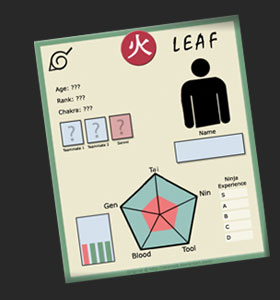 火 LEAF
Age: ???
Rank: ???
Chakra: ???
? ? ?
Teammate 1 Teammate 2 Sensei
Name
Tai
Gen
Nin
Blood
Tool
Ninja
Experience
S
A
B
C
D